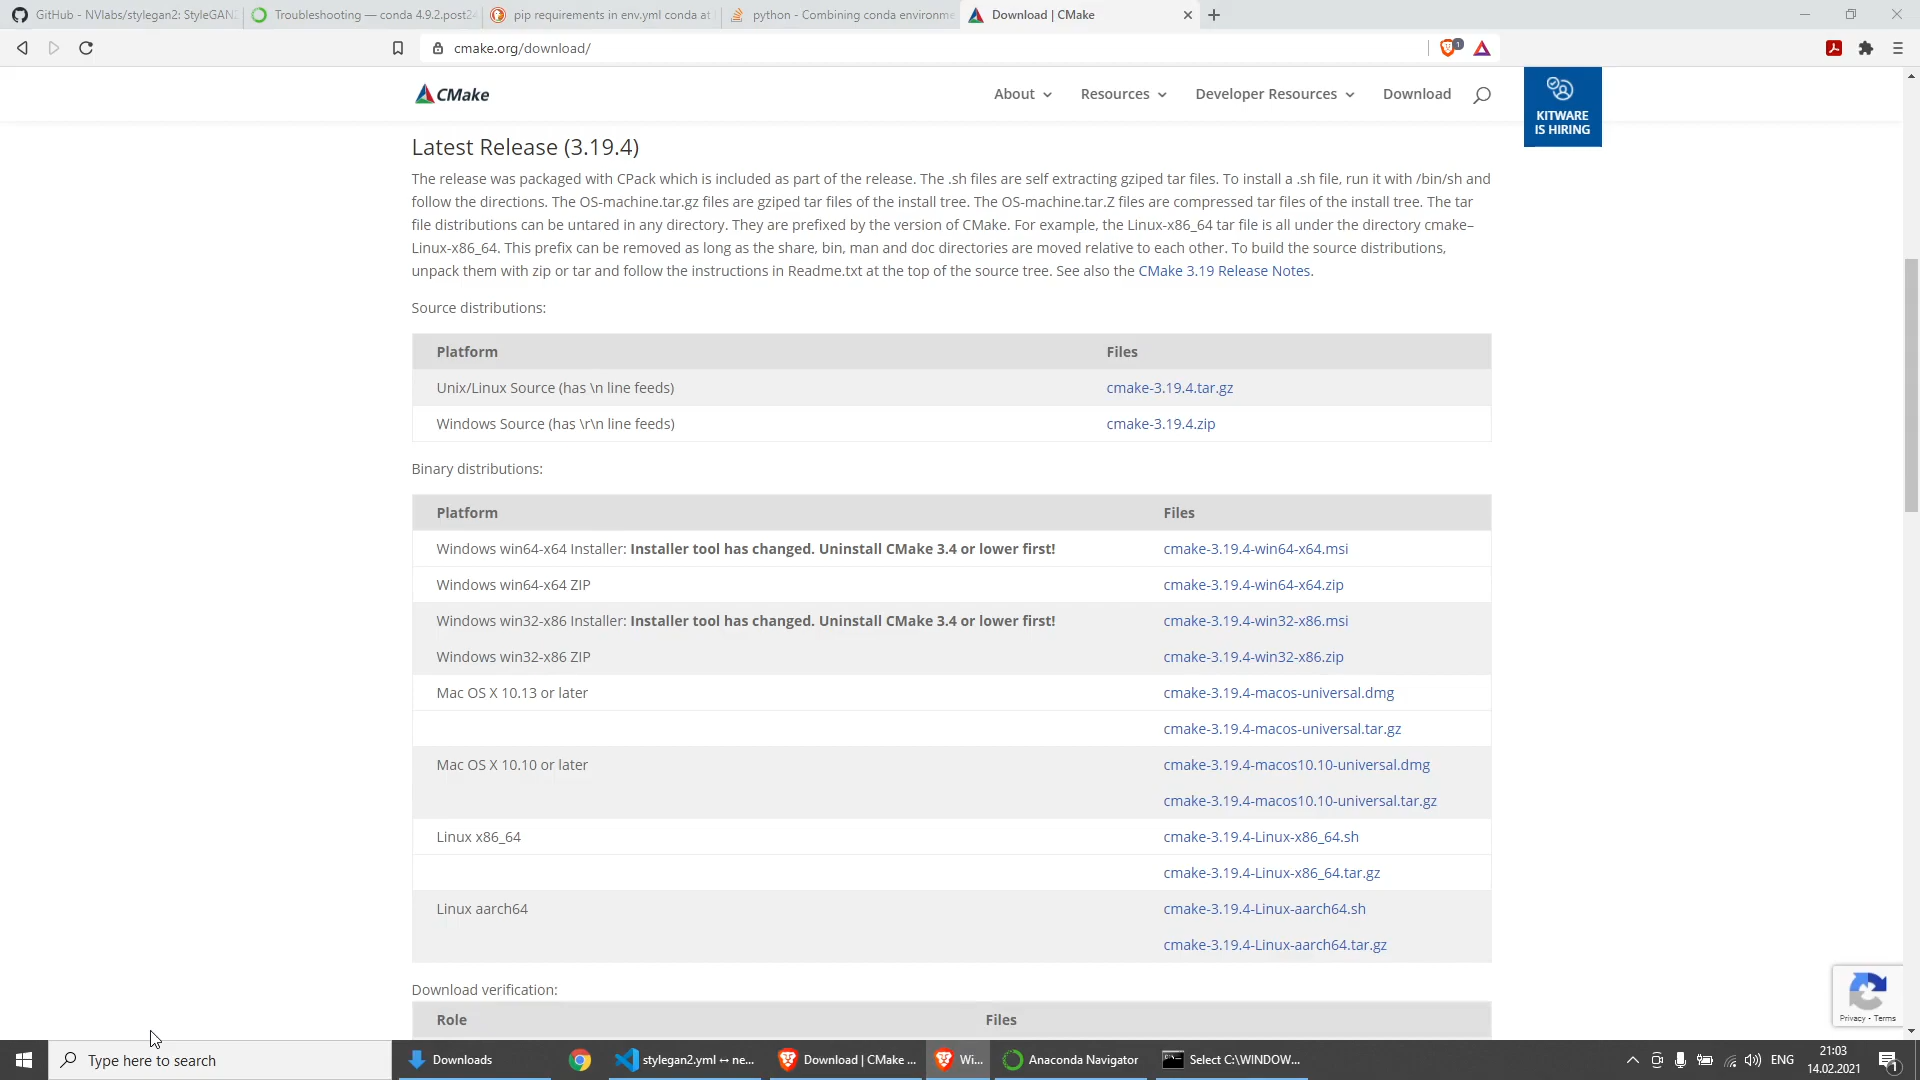 GitHub - NVlabs/stylegan2: StyleGAN2
Troubleshooting — conda 4.9.2.post24
pip requirements in env.yml conda at
python - Combining conda environme
Download | CMake
cmake.org/download/
1
CMake
About
Resources
Developer Resources
Download
KITWARE
IS HIRING
Latest Release (3.19.4)
The release was packaged with CPack which is included as part of the release. The .sh files are self extracting gziped tar files. To install a .sh file, run it with /bin/sh and
follow the directions. The OS-machine.tar.gz files are gziped tar files of the install tree. The OS-machine.tar.Z files are compressed tar files of the install tree. The tar
file distributions can be untared in any directory. They are prefixed by the version of CMake. For example, the Linux-x86_64 tar file is all under the directory cmake–
Linux-x86_64. This prefix can be removed as long as the share, bin, man and doc directories are moved relative to each other. To build the source distributions,
unpack them with zip or tar and follow the instructions in Readme.txt at the top of the source tree. See also the CMake 3.19 Release Notes.
Source distributions:
Platform Files
Unix/Linux Source (has \n line feeds) cmake-3.19.4.tar.gz
Windows Source (has \r\n line feeds) cmake-3.19.4.zip
Binary distributions:
Platform Files
Windows win64-x64 Installer: Installer tool has changed. Uninstall CMake 3.4 or lower first! cmake-3.19.4-win64-x64.msi
Windows win64-x64 ZIP cmake-3.19.4-win64-x64.zip
Windows win32-x86 Installer: Installer tool has changed. Uninstall CMake 3.4 or lower first! cmake-3.19.4-win32-x86.msi
Windows win32-x86 ZIP cmake-3.19.4-win32-x86.zip
Mac OS X 10.13 or later cmake-3.19.4-macos-universal.dmg
cmake-3.19.4-macos-universal.tar.gz
Mac OS X 10.10 or later cmake-3.19.4-macos10.10-universal.dmg
cmake-3.19.4-macos10.10-universal.tar.gz
Linux x86_64 cmake-3.19.4-Linux-x86_64.sh
cmake-3.19.4-Linux-x86_64.tar.gz
Linux aarch64 cmake-3.19.4-Linux-aarch64.sh
cmake-3.19.4-Linux-aarch64.tar.gz
Download verification:
Role Files
Privacy - Terms
Type here to search
Downloads
stylegan2.yml ↔ ne...
Download | CMake ...
Wi...
Anaconda Navigator
Select C:\WINDOW...
ENG
21:03
14.02.2021
1